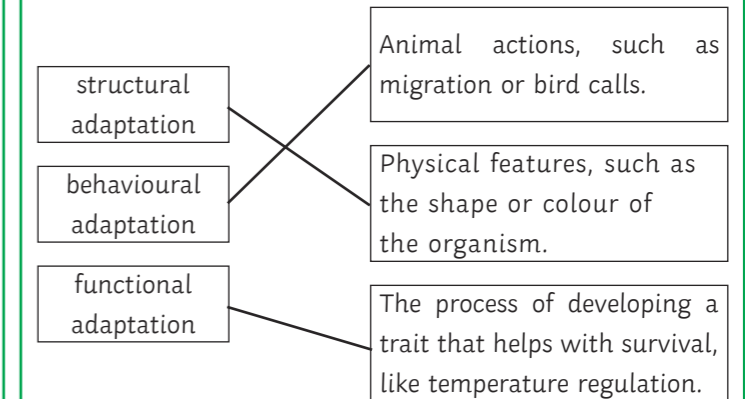 structural
adaptation
behavioural
adaptation
functional
adaptation
Animal actions, such as
migration or bird calls.
Physical features, such as
the shape or colour of
the organism.
The process of developing a
trait that helps with survival,
like temperature regulation.